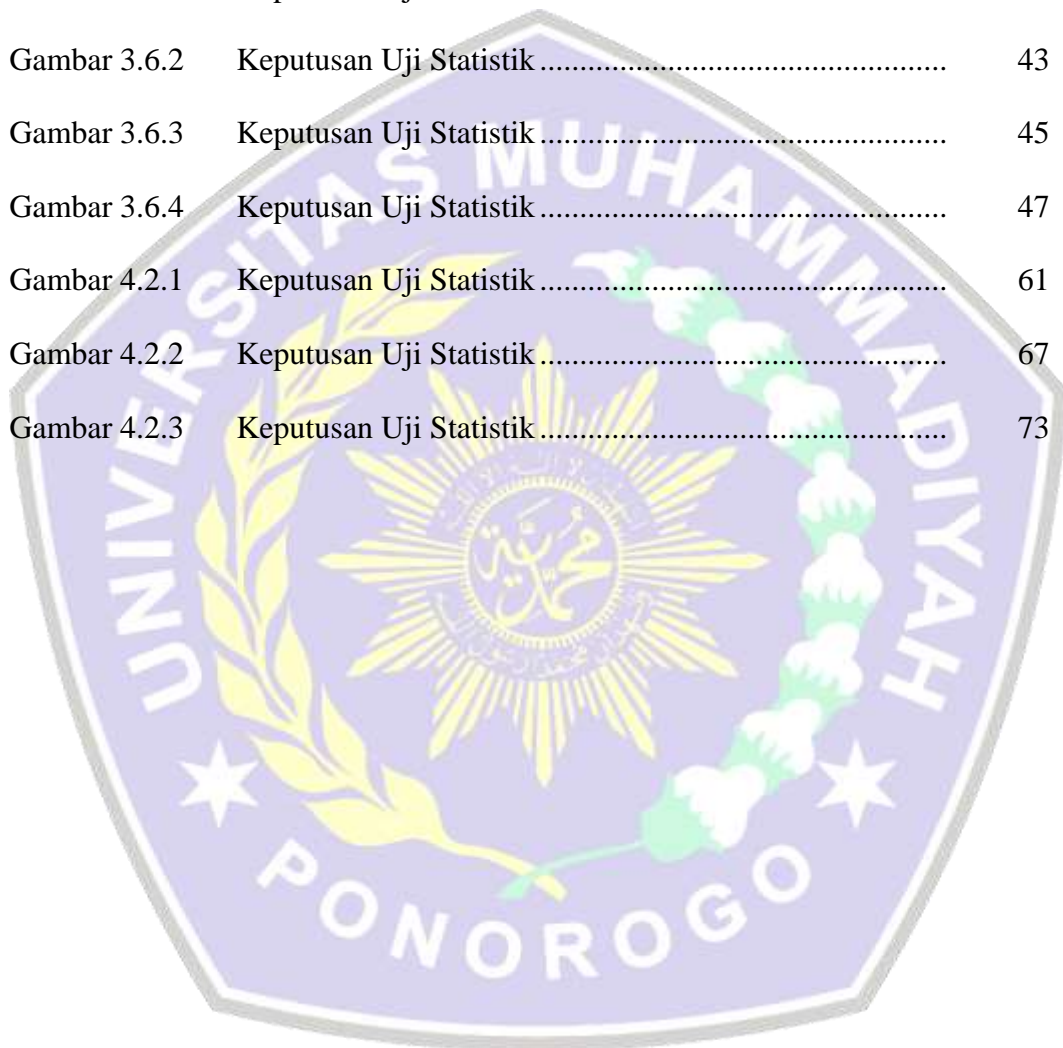 Gambar 3.6.2 Keputusan Uji Statistik .................................................. 43
Gambar 3.6.3 Keputusan Uji Statistik .................................................. 45
Gambar 3.6.4 Keputusan Uji Statistik .................................................. 47
Gambar 4.2.1 Keputusan Uji Statistik .................................................. 61
Gambar 4.2.2 Keputusan Uji Statistik .................................................. 67
Gambar 4.2.3 Keputusan Uji Statistik .................................................. 73
UNIVERSITAS MUHAMMADIYAH
PONOROGO